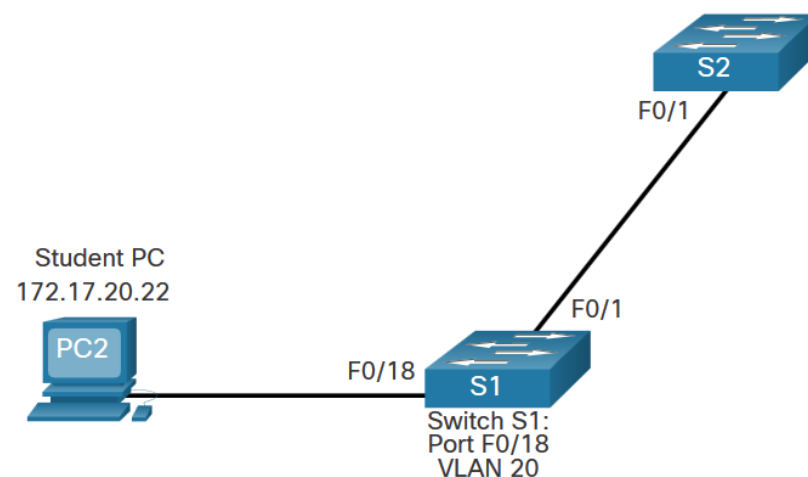 S2
F0/1
Student PC
172.17.20.22
PC2
F0/18
F0/1
S1
Switch S1:
Port F0/18
VLAN 20